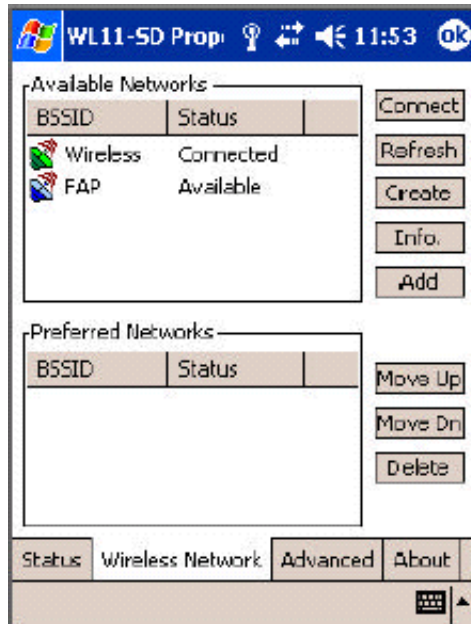 WL11-SD Prop 11:53 ok
Available Networks
BSSID Status
Wireless Connected
FAP Available
Connect
Refresh
Create
Info.
Add
Preferred Networks
BSSID Status
Move Up
Move Dn
Delete
Status Wireless Network Advanced About